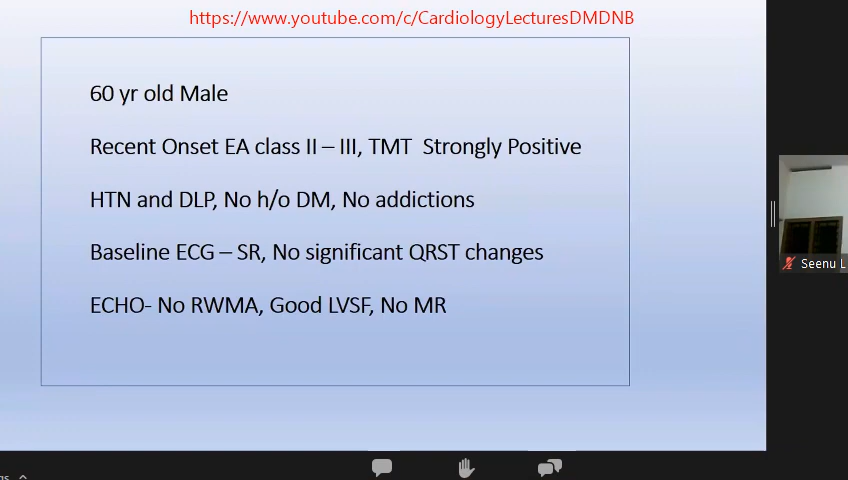 https://www.youtube.com/c/CardiologyLecturesDMDNB
60 yr old Male
Recent Onset EA class II – III, TMT  Strongly Positive
HTN and DLP, No h/o DM, No addictions
Baseline ECG – SR, No significant QRST changes
ECHO- No RWMA, Good LVSF, No MR
Seenu L